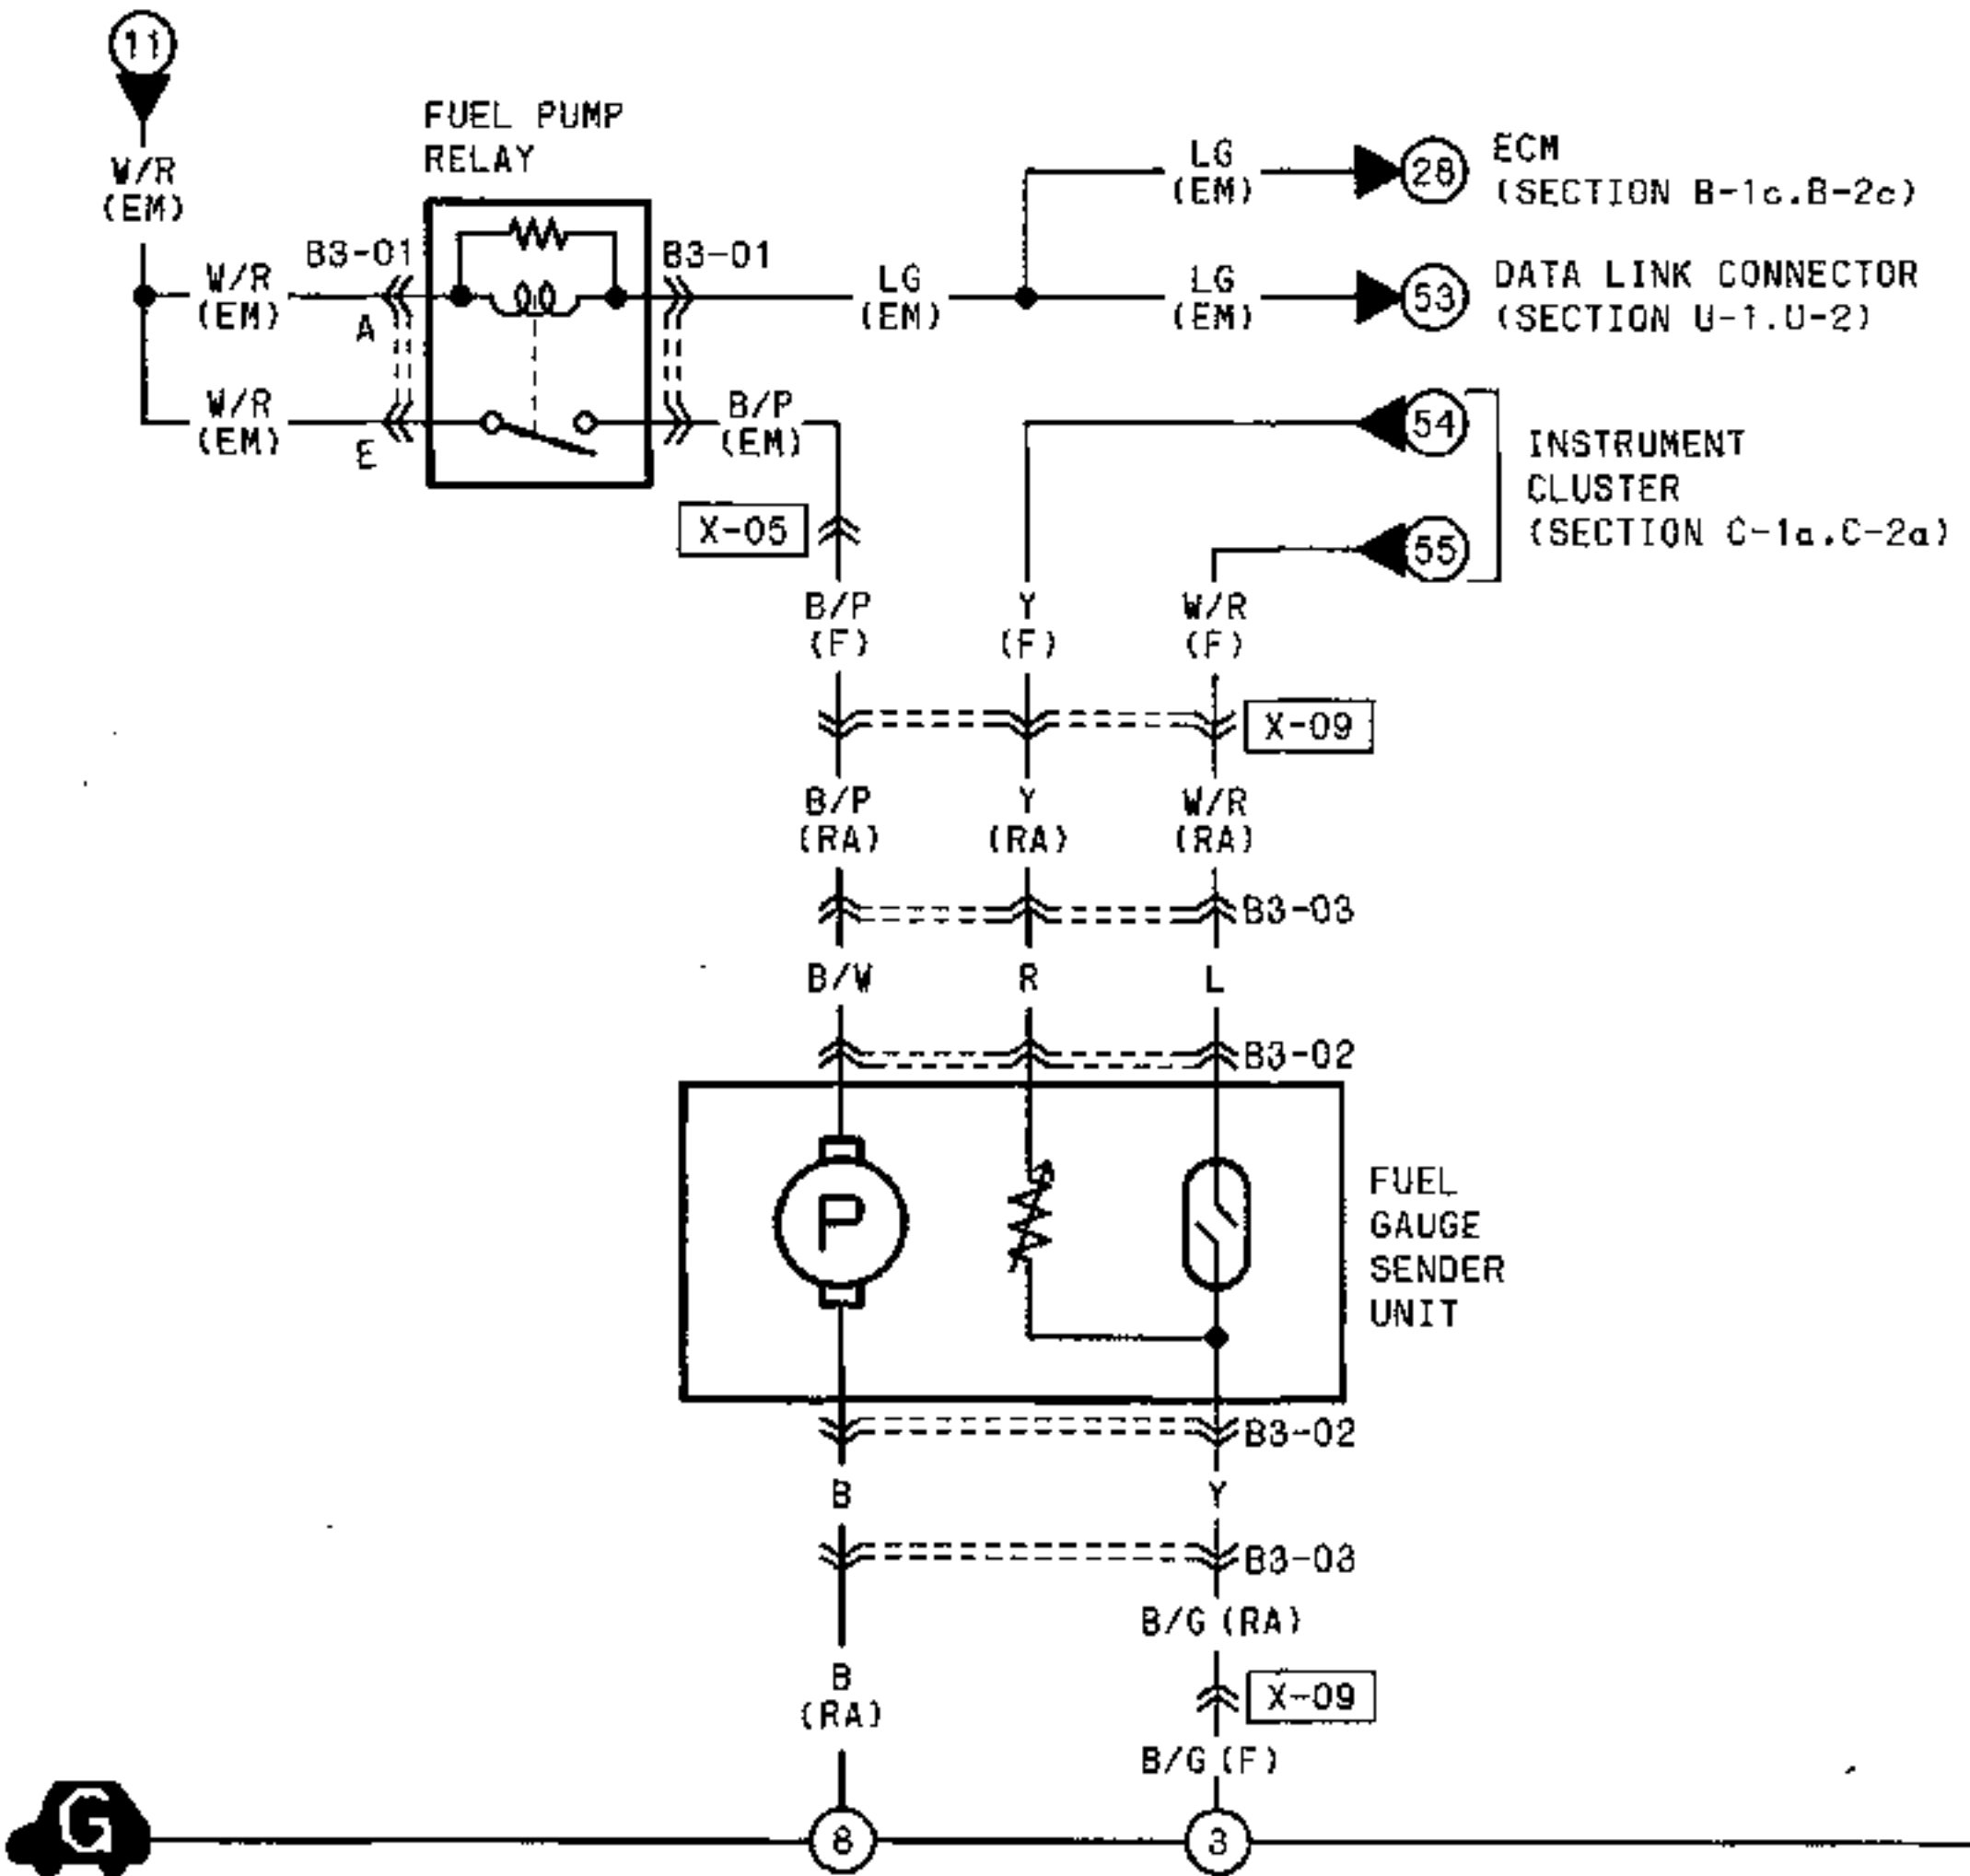 11
FUEL PUMP
RELAY
W/R
(EM)
LG
(EM)
28
ECM
(SECTION B-1c.B-2c)
W/R
(EM)
B3-01
A
B3-01
LG
(EM)
LG
(EM)
53
DATA LINK CONNECTOR
(SECTION U-1.U-2)
W/R
(EM)
E
B/P
(EM)
54
INSTRUMENT
CLUSTER
(SECTION C-1a.C-2a)
X-05
55
B/P
(F)
Y
(F)
W/R
(F)
X-09
B/P
(RA)
Y
(RA)
W/R
(RA)
B3-03
B/W
R
L
B3-02
P
FUEL
GAUGE
SENDER
UNIT
B3-02
B
Y
B3-03
B/G (RA)
B
(RA)
X-09
B/G (F)
G
8
3